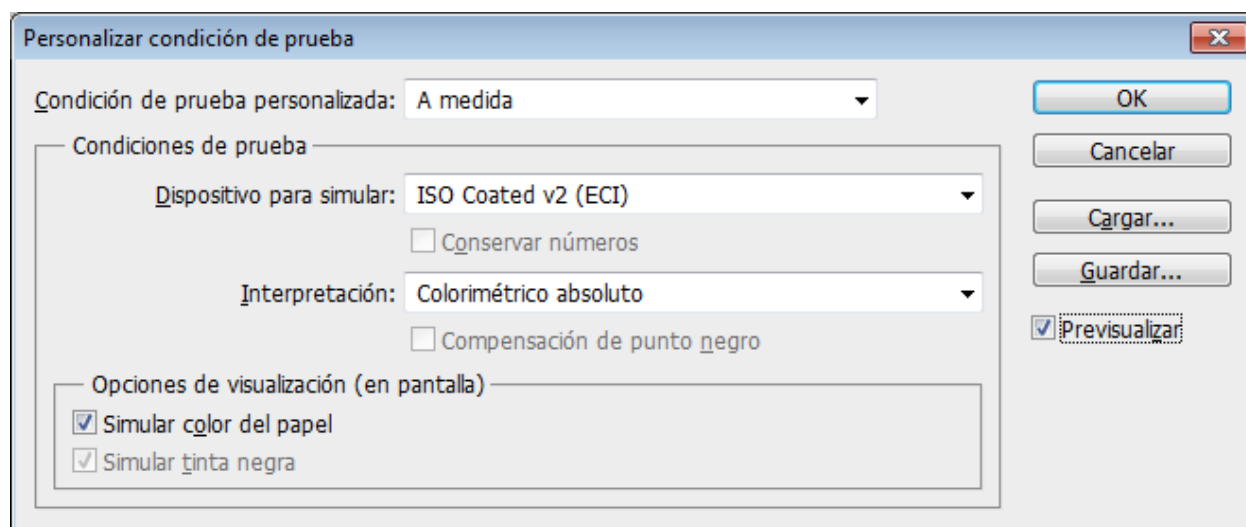 Personalizar condición de prueba
Condición de prueba personalizada: A medida
OK
Condiciones de prueba
Cancelar
Dispositivo para simular: ISO Coated v2 (ECI)
Cargar...
Conservar números
Guardar...
Interpretación: Colorimétrico absoluto
Previsualizar
Compensación de punto negro
Opciones de visualización (en pantalla)
Simular color del papel
Simular tinta negra